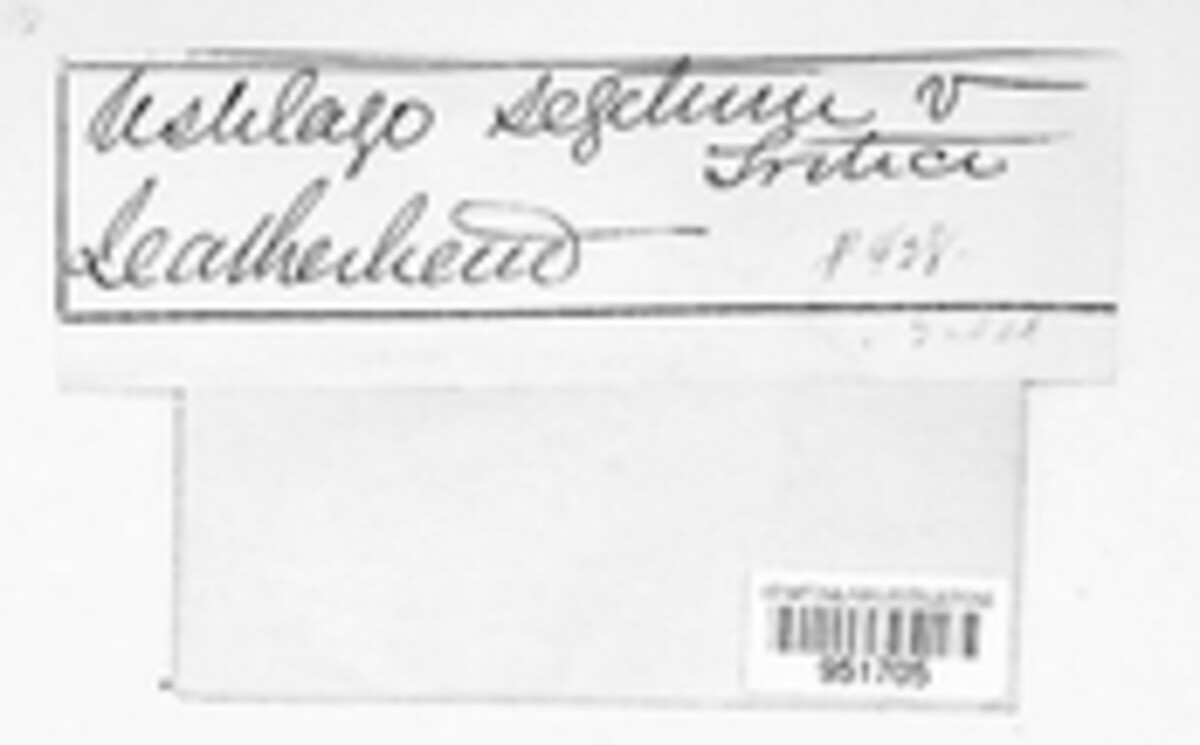 Ustilago segetum v
Tritici
Leatherhead
951705